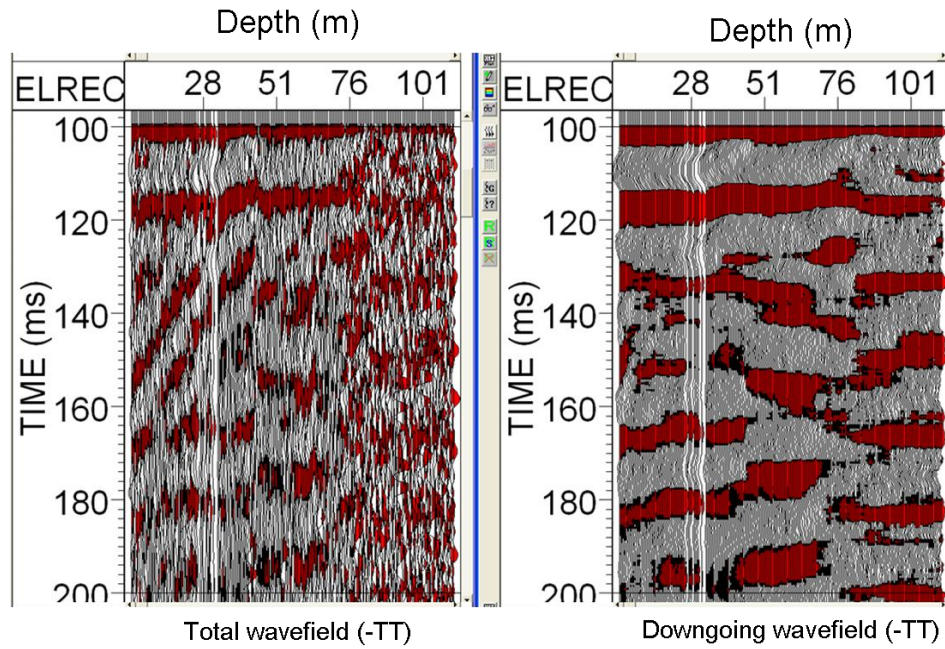 Depth (m)
ELREC 28 51 76 101
100
120
140
160
180
200
TIME (ms)
Total wavefield (-TT)
Depth (m)
ELREC 28 51 76 101
100
120
140
160
180
200
TIME (ms)
Downgoing wavefield (-TT)